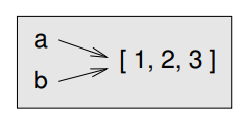 a
[ 1, 2, 3 ]
b